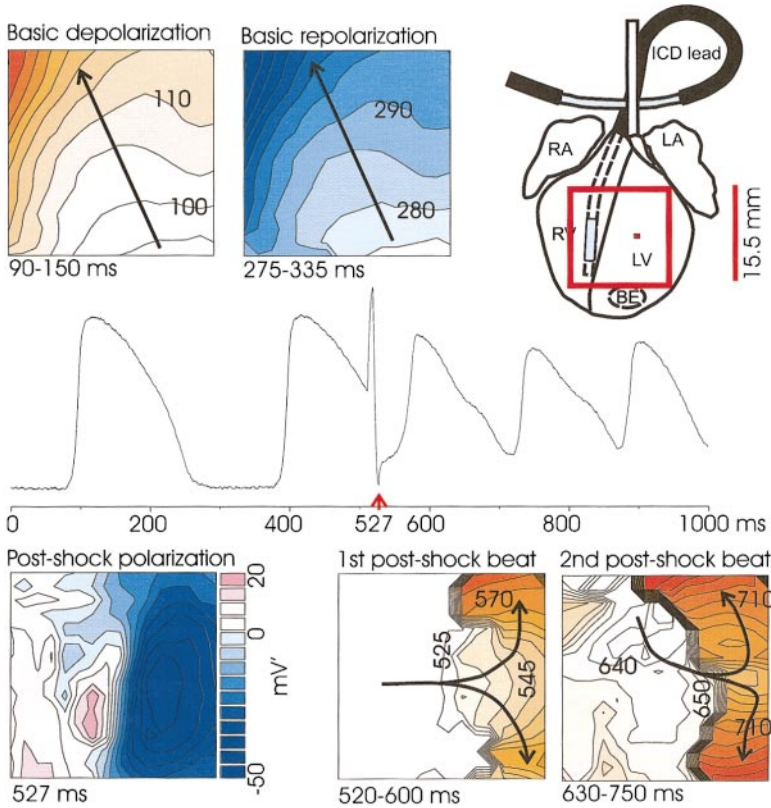 Basic depolarization
110
100
90-150 ms
Basic repolarization
290
280
275-335 ms
ICD lead
RA
LA
RV
LV
BE
15.5 mm
0
200
400
527
600
800
1000 ms
Post-shock polarization
20
0
mV'
-50
527 ms
1st post-shock beat
570
525
545
520-600 ms
2nd post-shock beat
710
640
650
710
630-750 ms